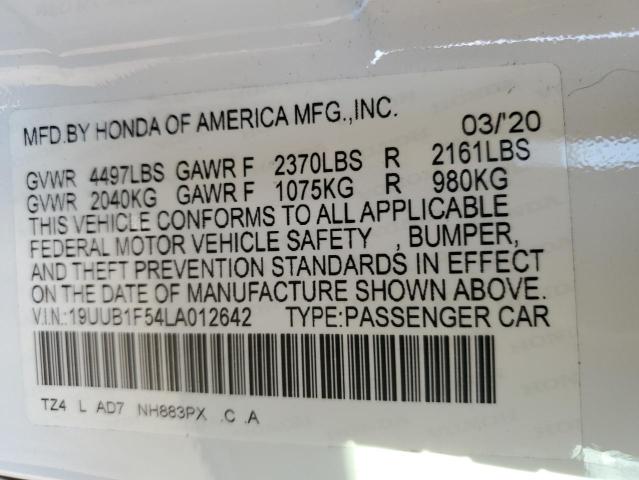 MFD.BY HONDA OF AMERICA MFG.,INC. 03/'20
GVWR 4497LBS GAWR F 2370LBS R 2161LBS
GVWR 2040KG GAWR F 1075KG R 980KG
THIS VEHICLE CONFORMS TO ALL APPLICABLE
FEDERAL MOTOR VEHICLE SAFETY , BUMPER,
AND THEFT PREVENTION STANDARDS IN EFFECT
ON THE DATE OF MANUFACTURE SHOWN ABOVE.
V.I.N.:19UUB1F54LA012642 TYPE:PASSENGER CAR
TZ4 L AD7 NH883PX .C .A